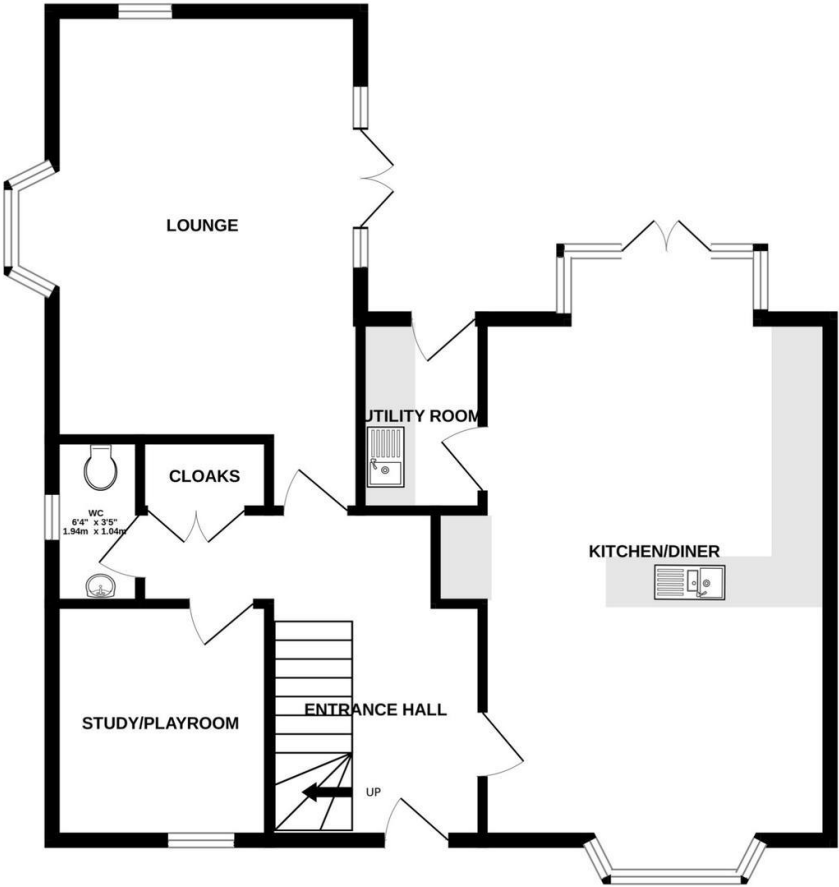 LOUNGE
UTILITY ROOM
CLOAKS
WC
6'4" x 3'5"
1.94m x 1.04m
KITCHEN/DINER
STUDY/PLAYROOM
ENTRANCE HALL
UP